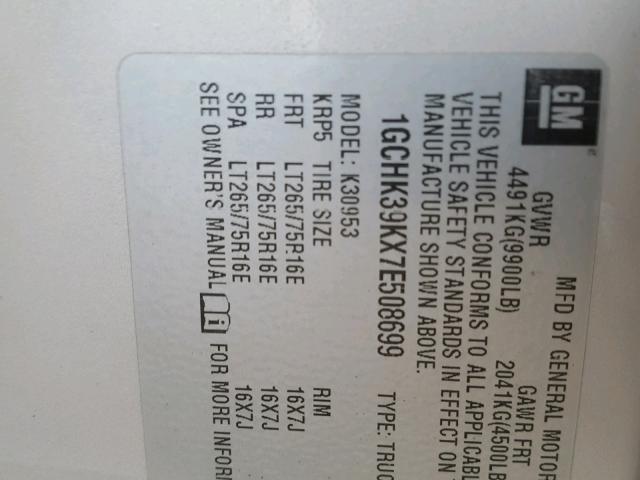 GM
MFD BY GENERAL MOTOR
GVWR GAWR FRT
4491KG(9900LB) 2041KG(4500LB
THIS VEHICLE CONFORMS TO ALL APPLICABL
VEHICLE SAFETY STANDARDS IN EFFECT ON
MANUFACTURE SHOWN ABOVE.
1GCHK39KX7E508699 TYPE: TRUC
MODEL: K30953
KRP5 TIRE SIZE RIM
FRT LT265/75R16E 16X7J
RR LT265/75R16E 16X7J
SPA LT265/75R16E 16X7J
SEE OWNER'S MANUAL FOR MORE INFOR